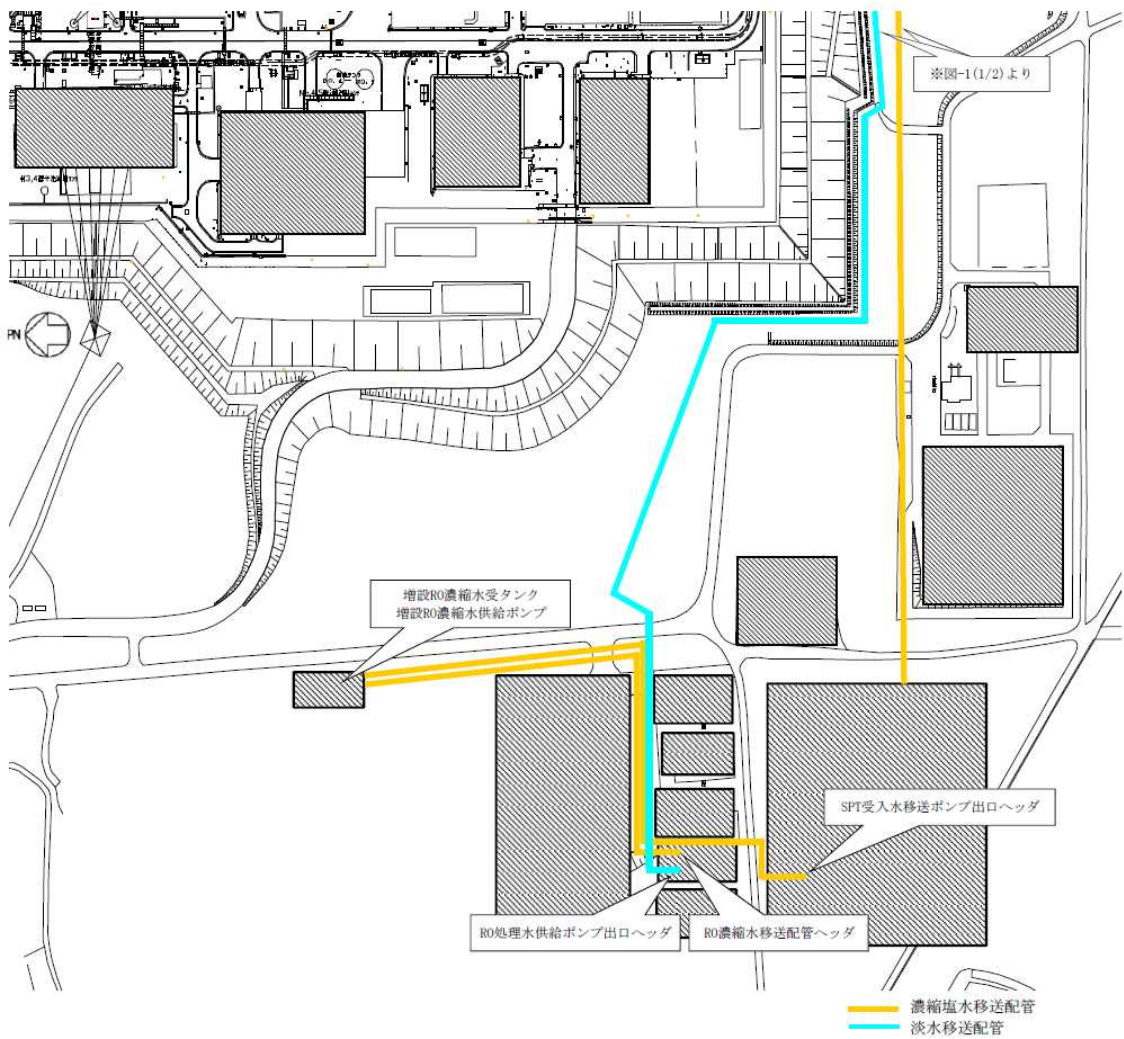 ※図-1(1/2)より
PN
増設RO濃縮水受タンク
増設RO濃縮水供給ポンプ
SPT受入水移送ポンプ出口ヘッダ
RO処理水供給ポンプ出口ヘッダ
RO濃縮水移送配管ヘッダ
濃縮塩水移送配管
淡水移送配管